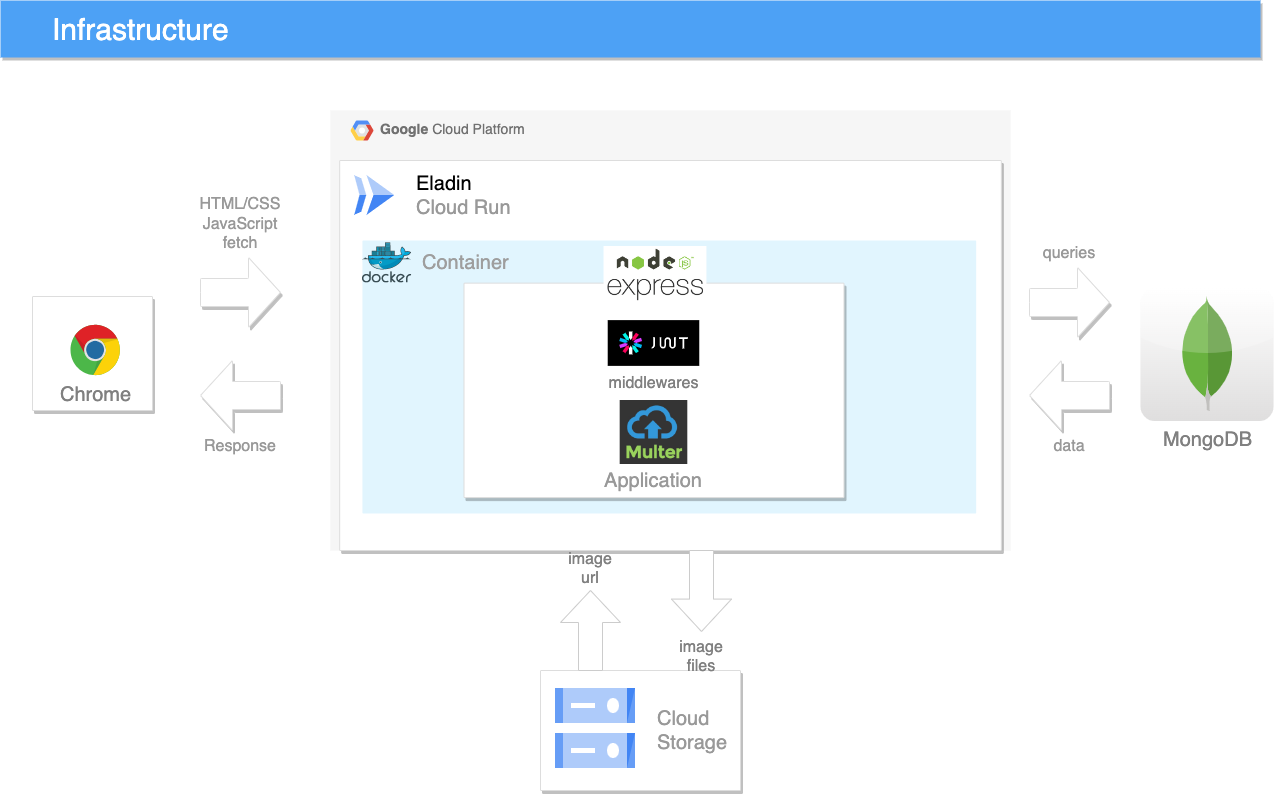 Infrastructure
Google Cloud Platform
Eladin
Cloud Run
HTML/CSS
JavaScript
fetch
Response
Chrome
docker
Container
node
JS
express
JWT
middlewares
Multer
Application
queries
data
MongoDB
image
url
image
files
Cloud
Storage